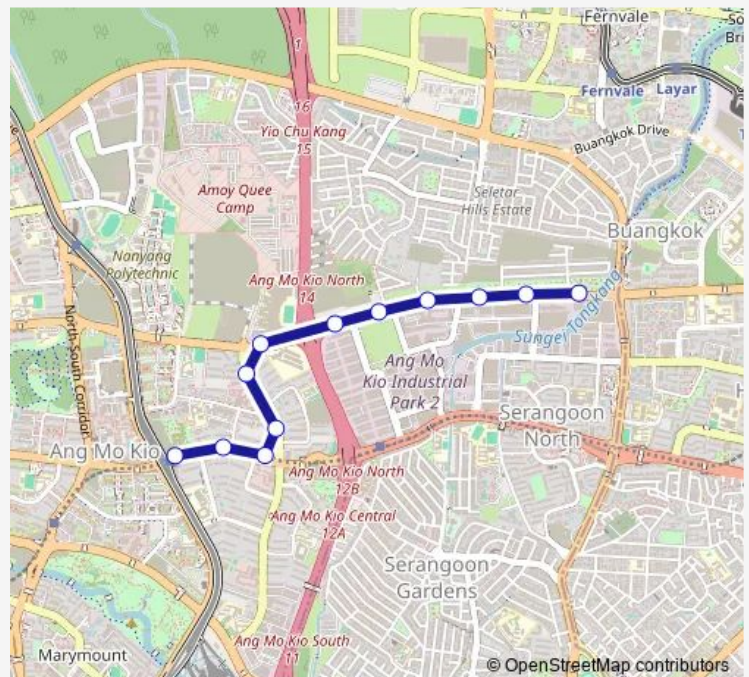 Fernvale
So
Bri
1
16
Fernvale Layar
Yio Chu Kang
15
Buangkok Drive
Amoy Quee
Camp
Seletar
Hills Estate
Buangkok
Nanyang
Polytechnic
Ang Mo Kio North
14
Sungei Tongkang
North-South Corridor
Ang Mo
Kio Industrial
Park 2
Serangoon
North
Ang Mo Kio
Ang Mo Kio North
12B
Ang Mo Kio Central
12A
Serangoon
Gardens
Ang Mo Kio South
11
Marymount
© OpenStreetMap contributors